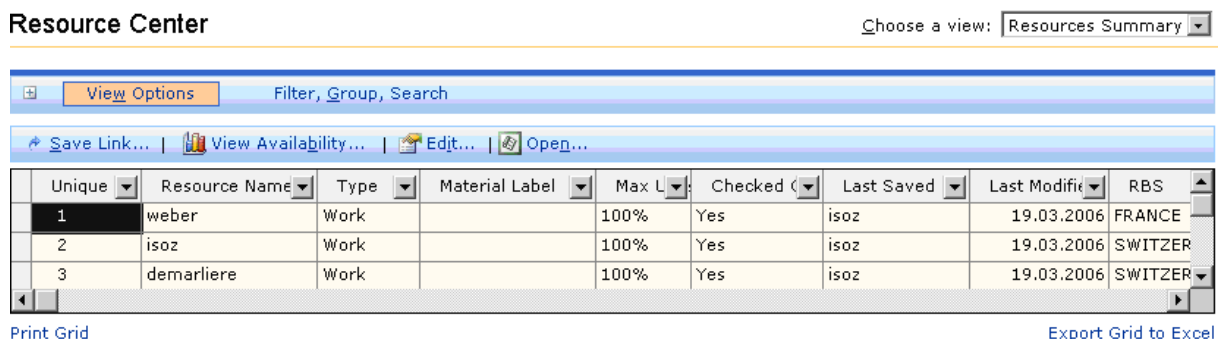 Resource Center Choose a view: Resources Summary
View Options Filter, Group, Search
Save Link... | View Availability... | Edit... | Open...
Unique Resource Name Type Material Label Max Checked Last Saved Last Modifie RBS
1 weber Work 100% Yes isoz 19.03.2006 FRANCE
2 isoz Work 100% Yes isoz 19.03.2006 SWITZER
3 demarliere Work 100% Yes isoz 19.03.2006 SWITZER
Print Grid Export Grid to Excel